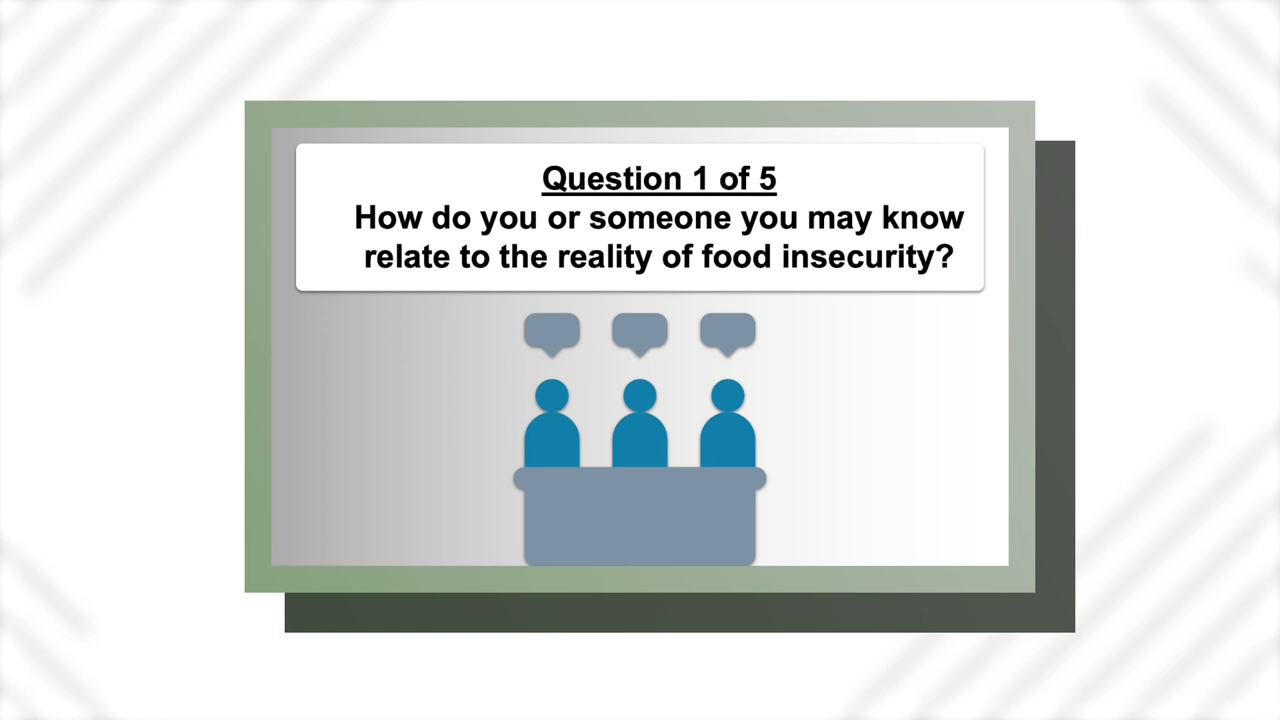 Question 1 of 5
How do you or someone you may know
relate to the reality of food insecurity?